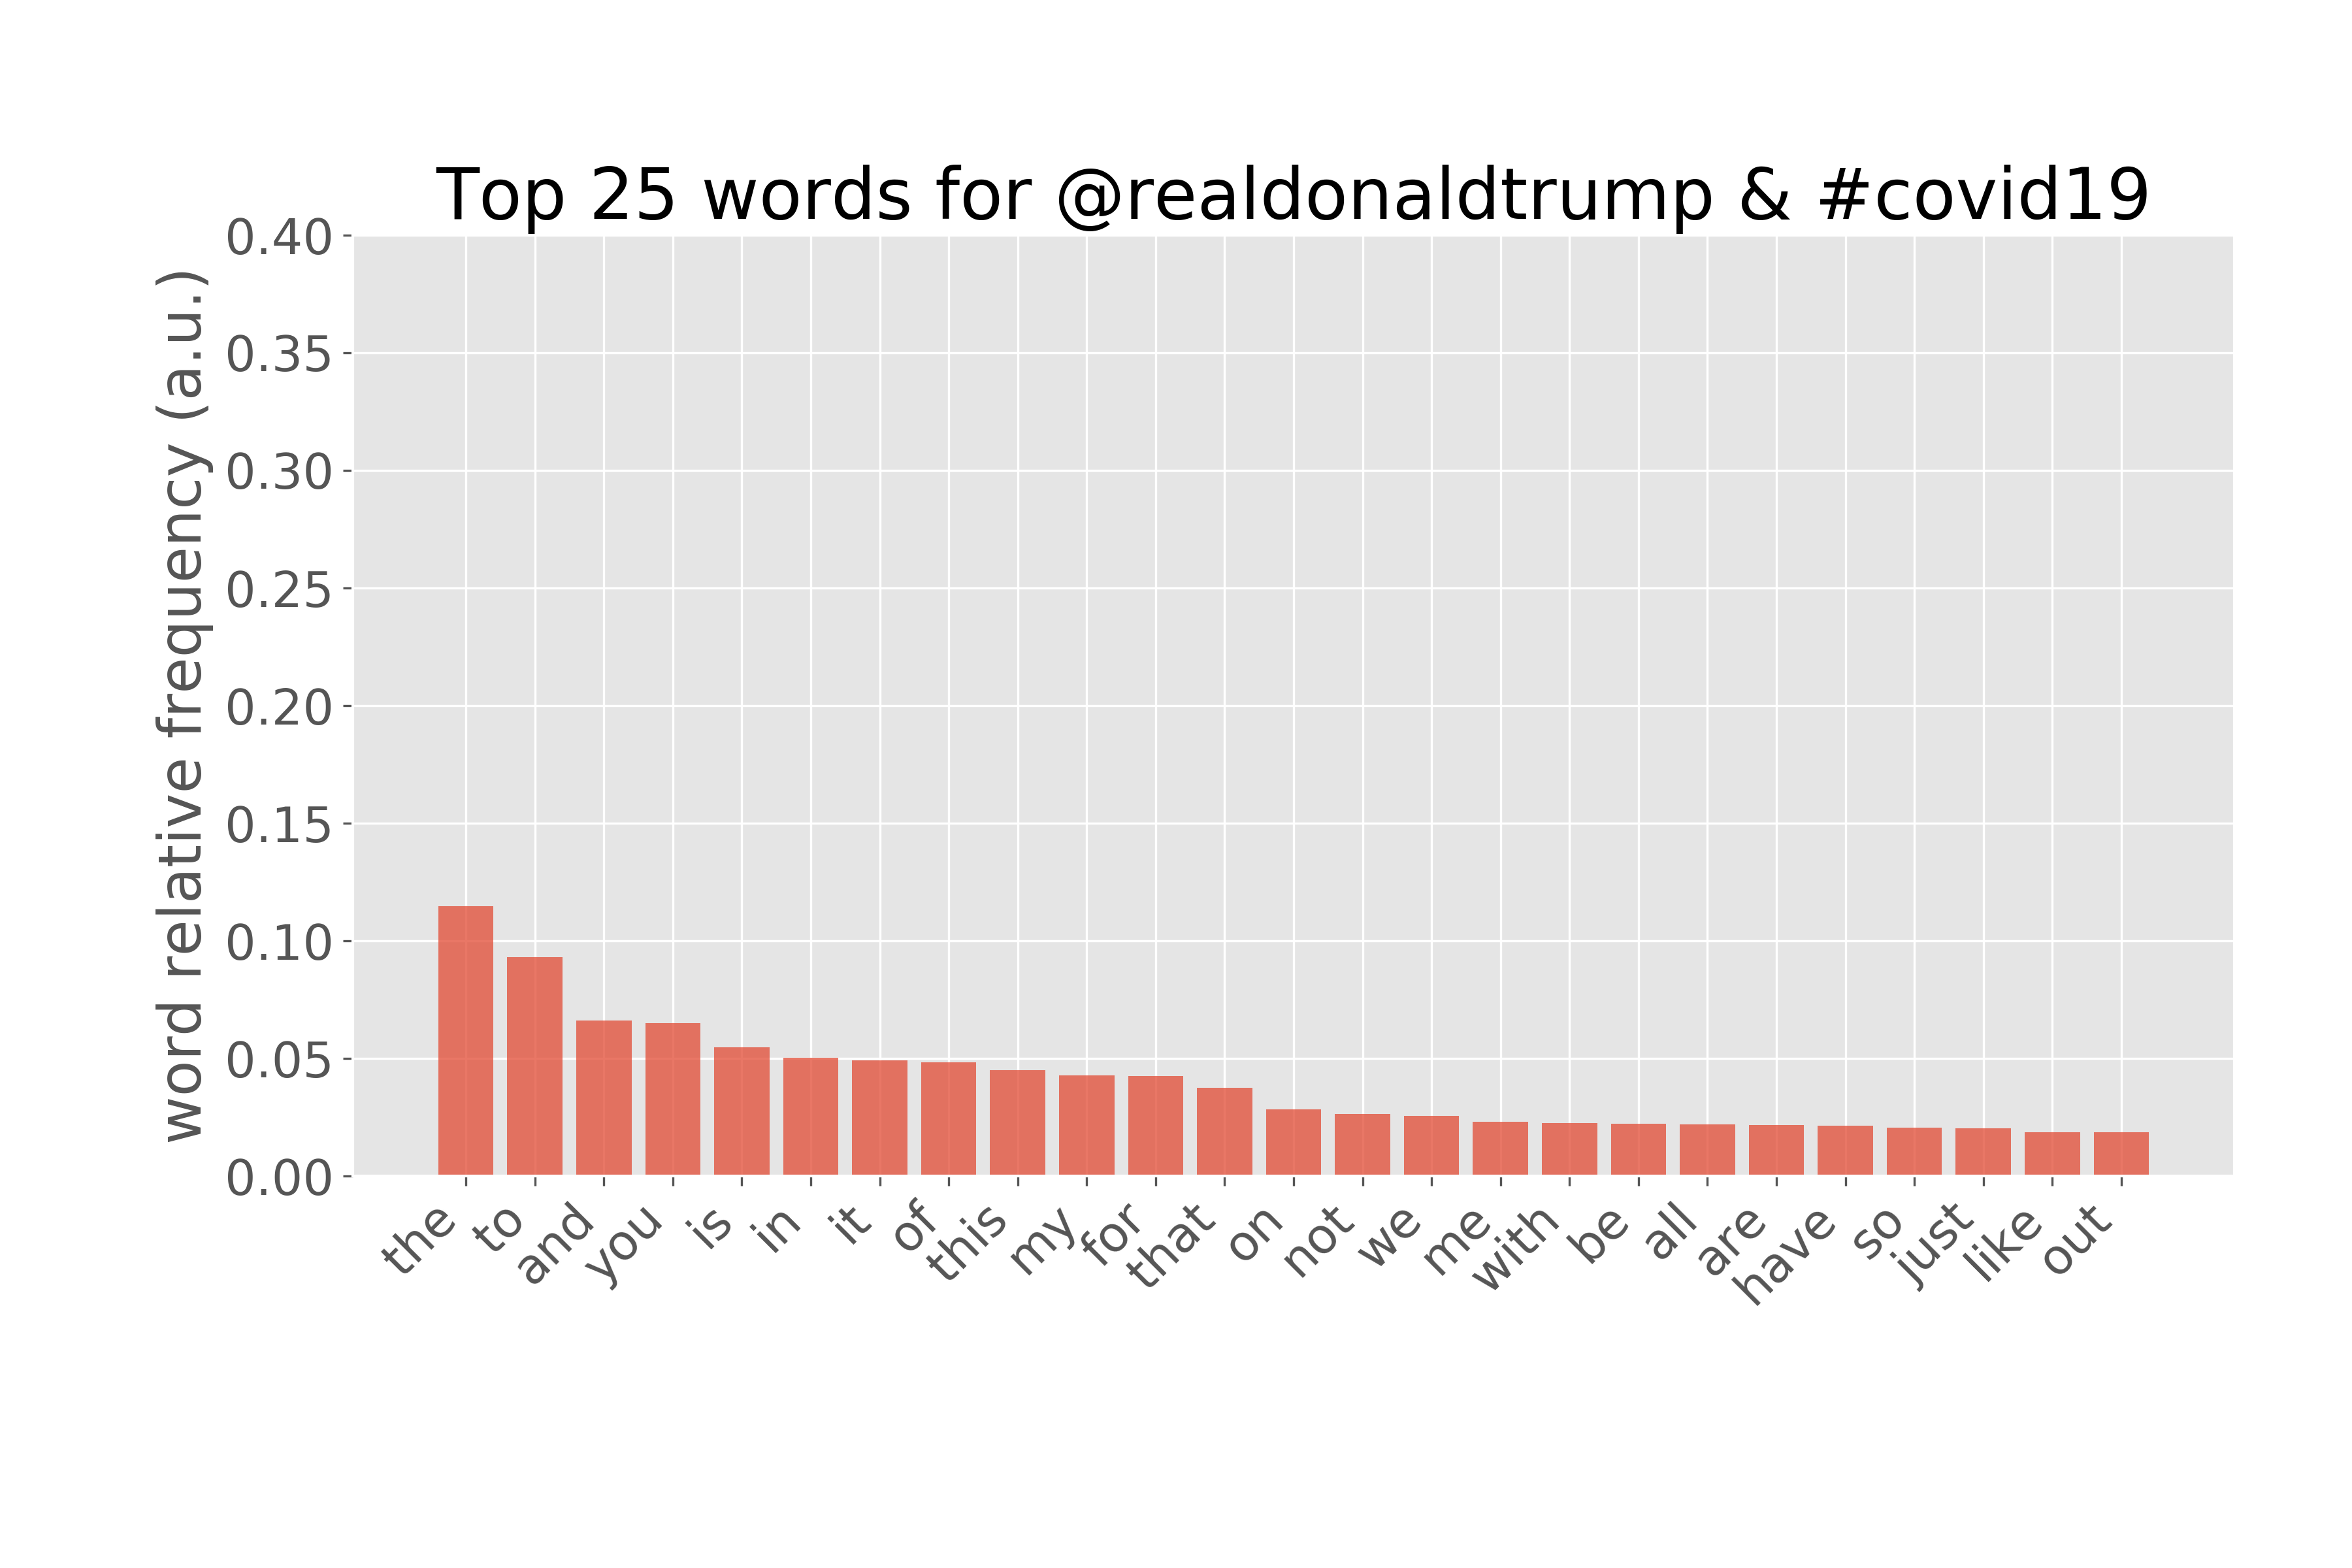 Top 25 words for @realdonaldtrump & #covid19
word relative frequency (a.u.)
0.40
0.35
0.30
0.25
0.20
0.15
0.10
0.05
0.00
the
to
and
you
is
in
it
of
this
my
for
that
on
not
we
me
with
be
all
are
have
so
just
like
out